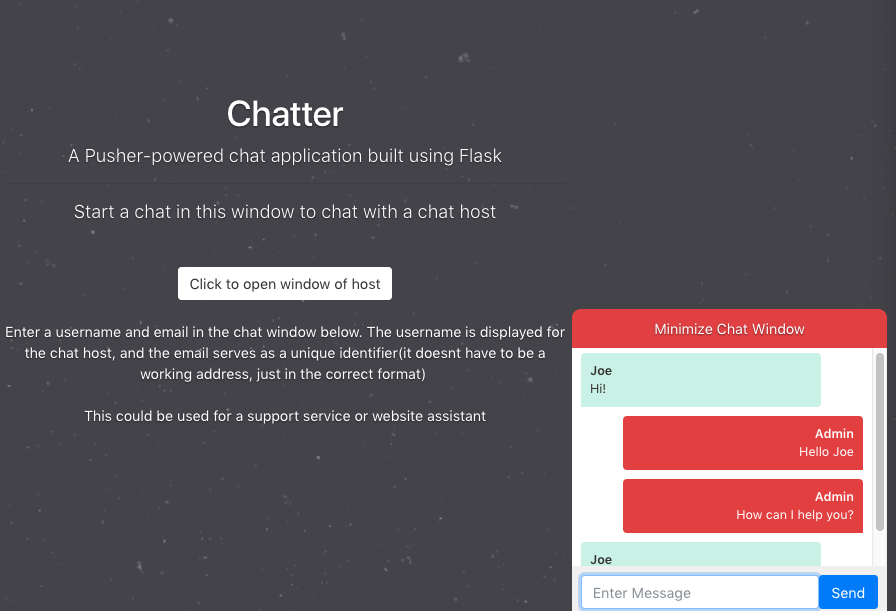 Chatter
A Pusher-powered chat application built using Flask
Start a chat in this window to chat with a chat host
Click to open window of host
Enter a username and email in the chat window below. The username is displayed for
the chat host, and the email serves as a unique identifier(it doesnt have to be a
working address, just in the correct format)
This could be used for a support service or website assistant
Minimize Chat Window
Joe
Hi!
Admin
Hello Joe
Admin
How can I help you?
Joe
Enter Message
Send